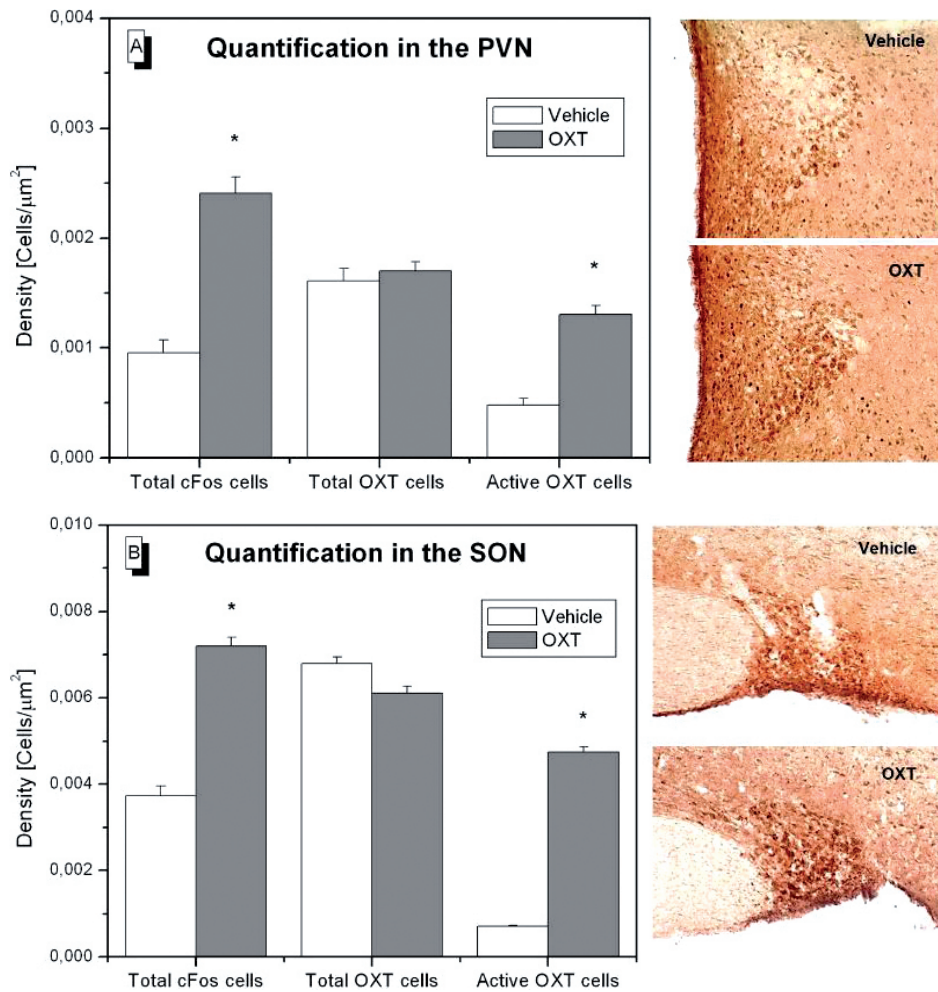 A
Quantification in the PVN
0,004
0,003
0,002
0,001
0,000
Density [Cells/μm²]
*
*
Vehicle
OXT
Total cFos cells
Total OXT cells
Active OXT cells
Vehicle
OXT
B
Quantification in the SON
0,010
0,008
0,006
0,004
0,002
0,000
Density [Cells/μm²]
*
*
Vehicle
OXT
Total cFos cells
Total OXT cells
Active OXT cells
Vehicle
OXT